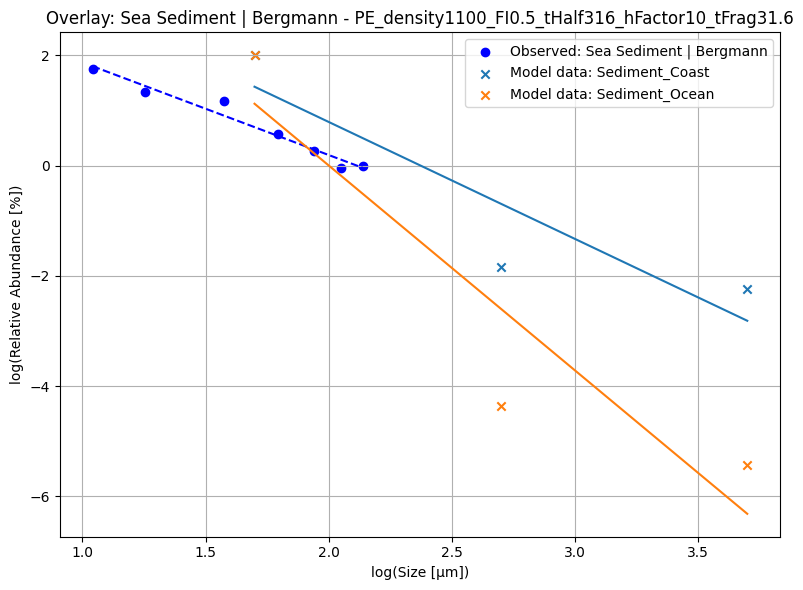 Overlay: Sea Sediment | Bergmann - PE_density1100_FI0.5_tHalf316_hFactor10_tFrag31.6
Observed: Sea Sediment | Bergmann
Model data: Sediment_Coast
Model data: Sediment_Ocean
log(Relative Abundance [%])
2
0
−2
−4
−6
1.0 1.5 2.0 2.5 3.0 3.5
log(Size [μm])